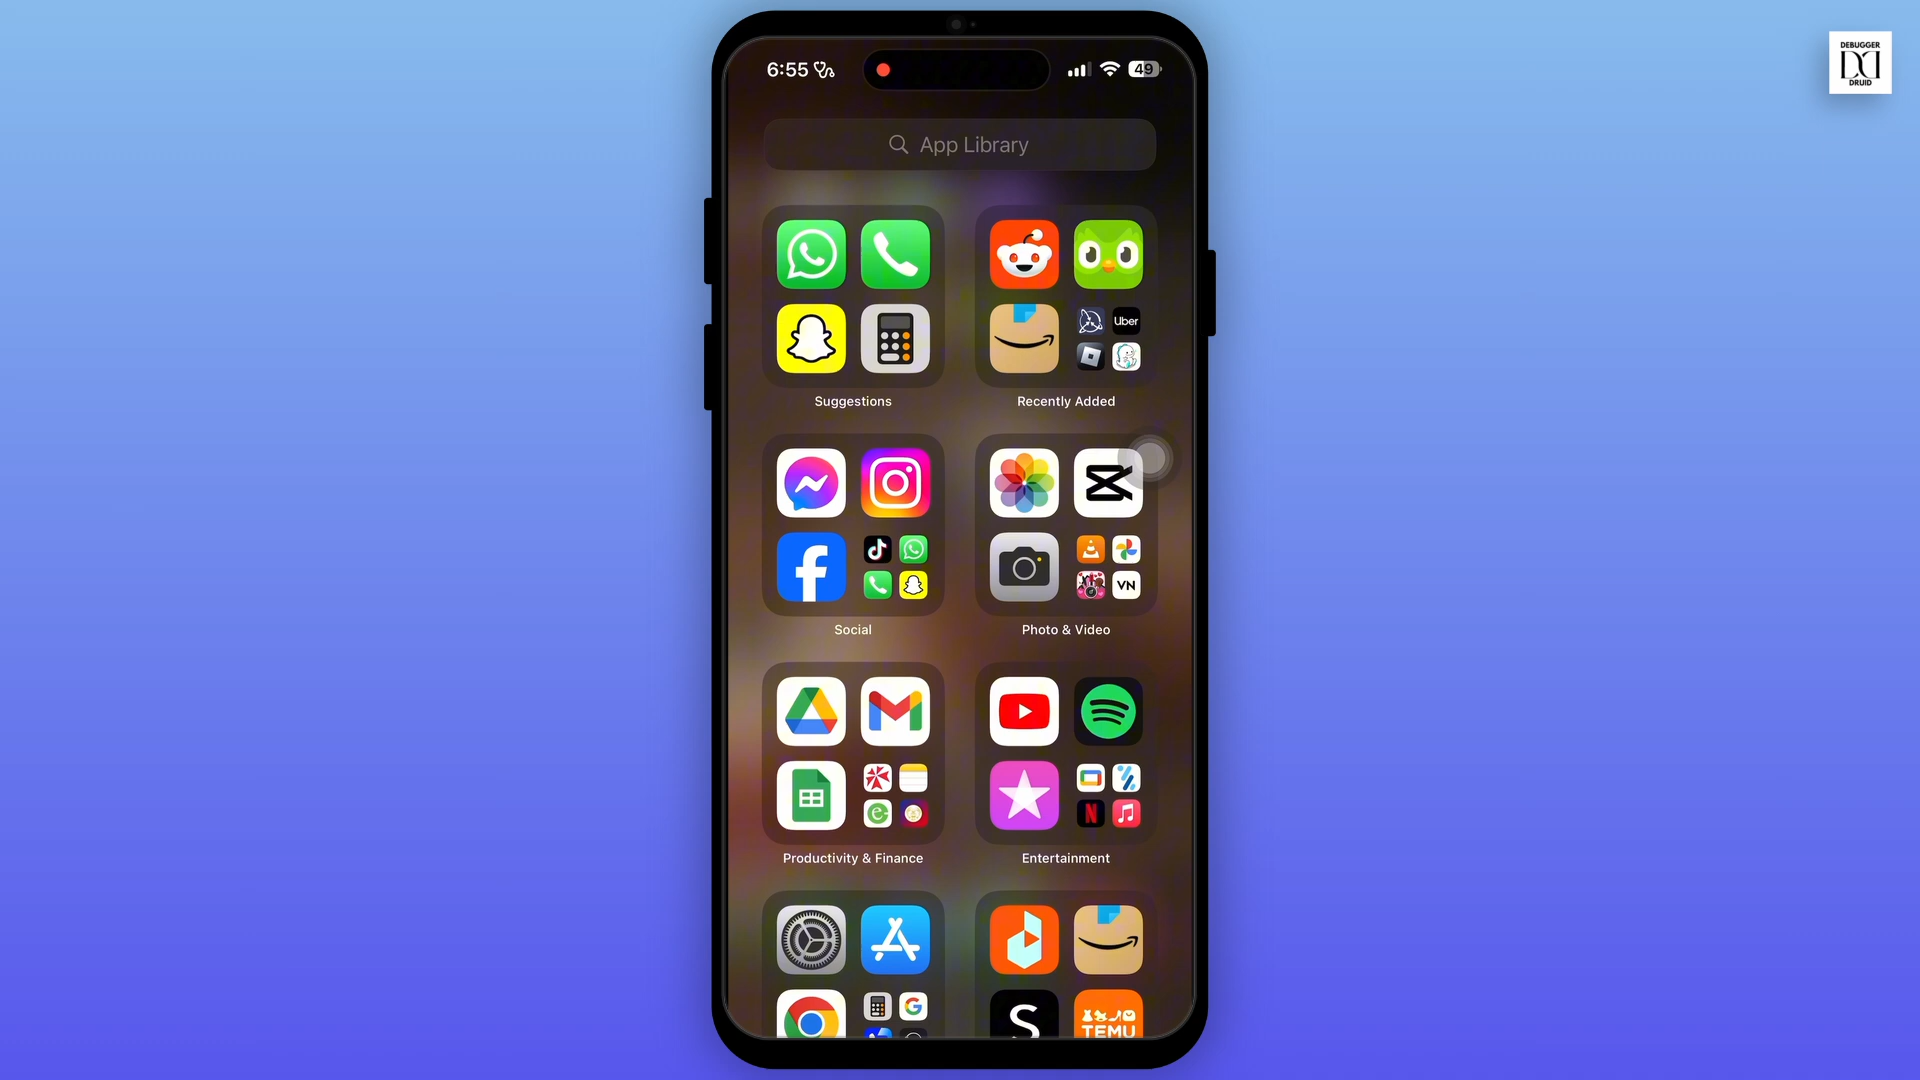 DEBUGGER
DRUID
6:55
49
App Library
Uber
Suggestions
Recently Added
VN
Social
Photo & Video
Productivity & Finance
Entertainment
S
TEMU